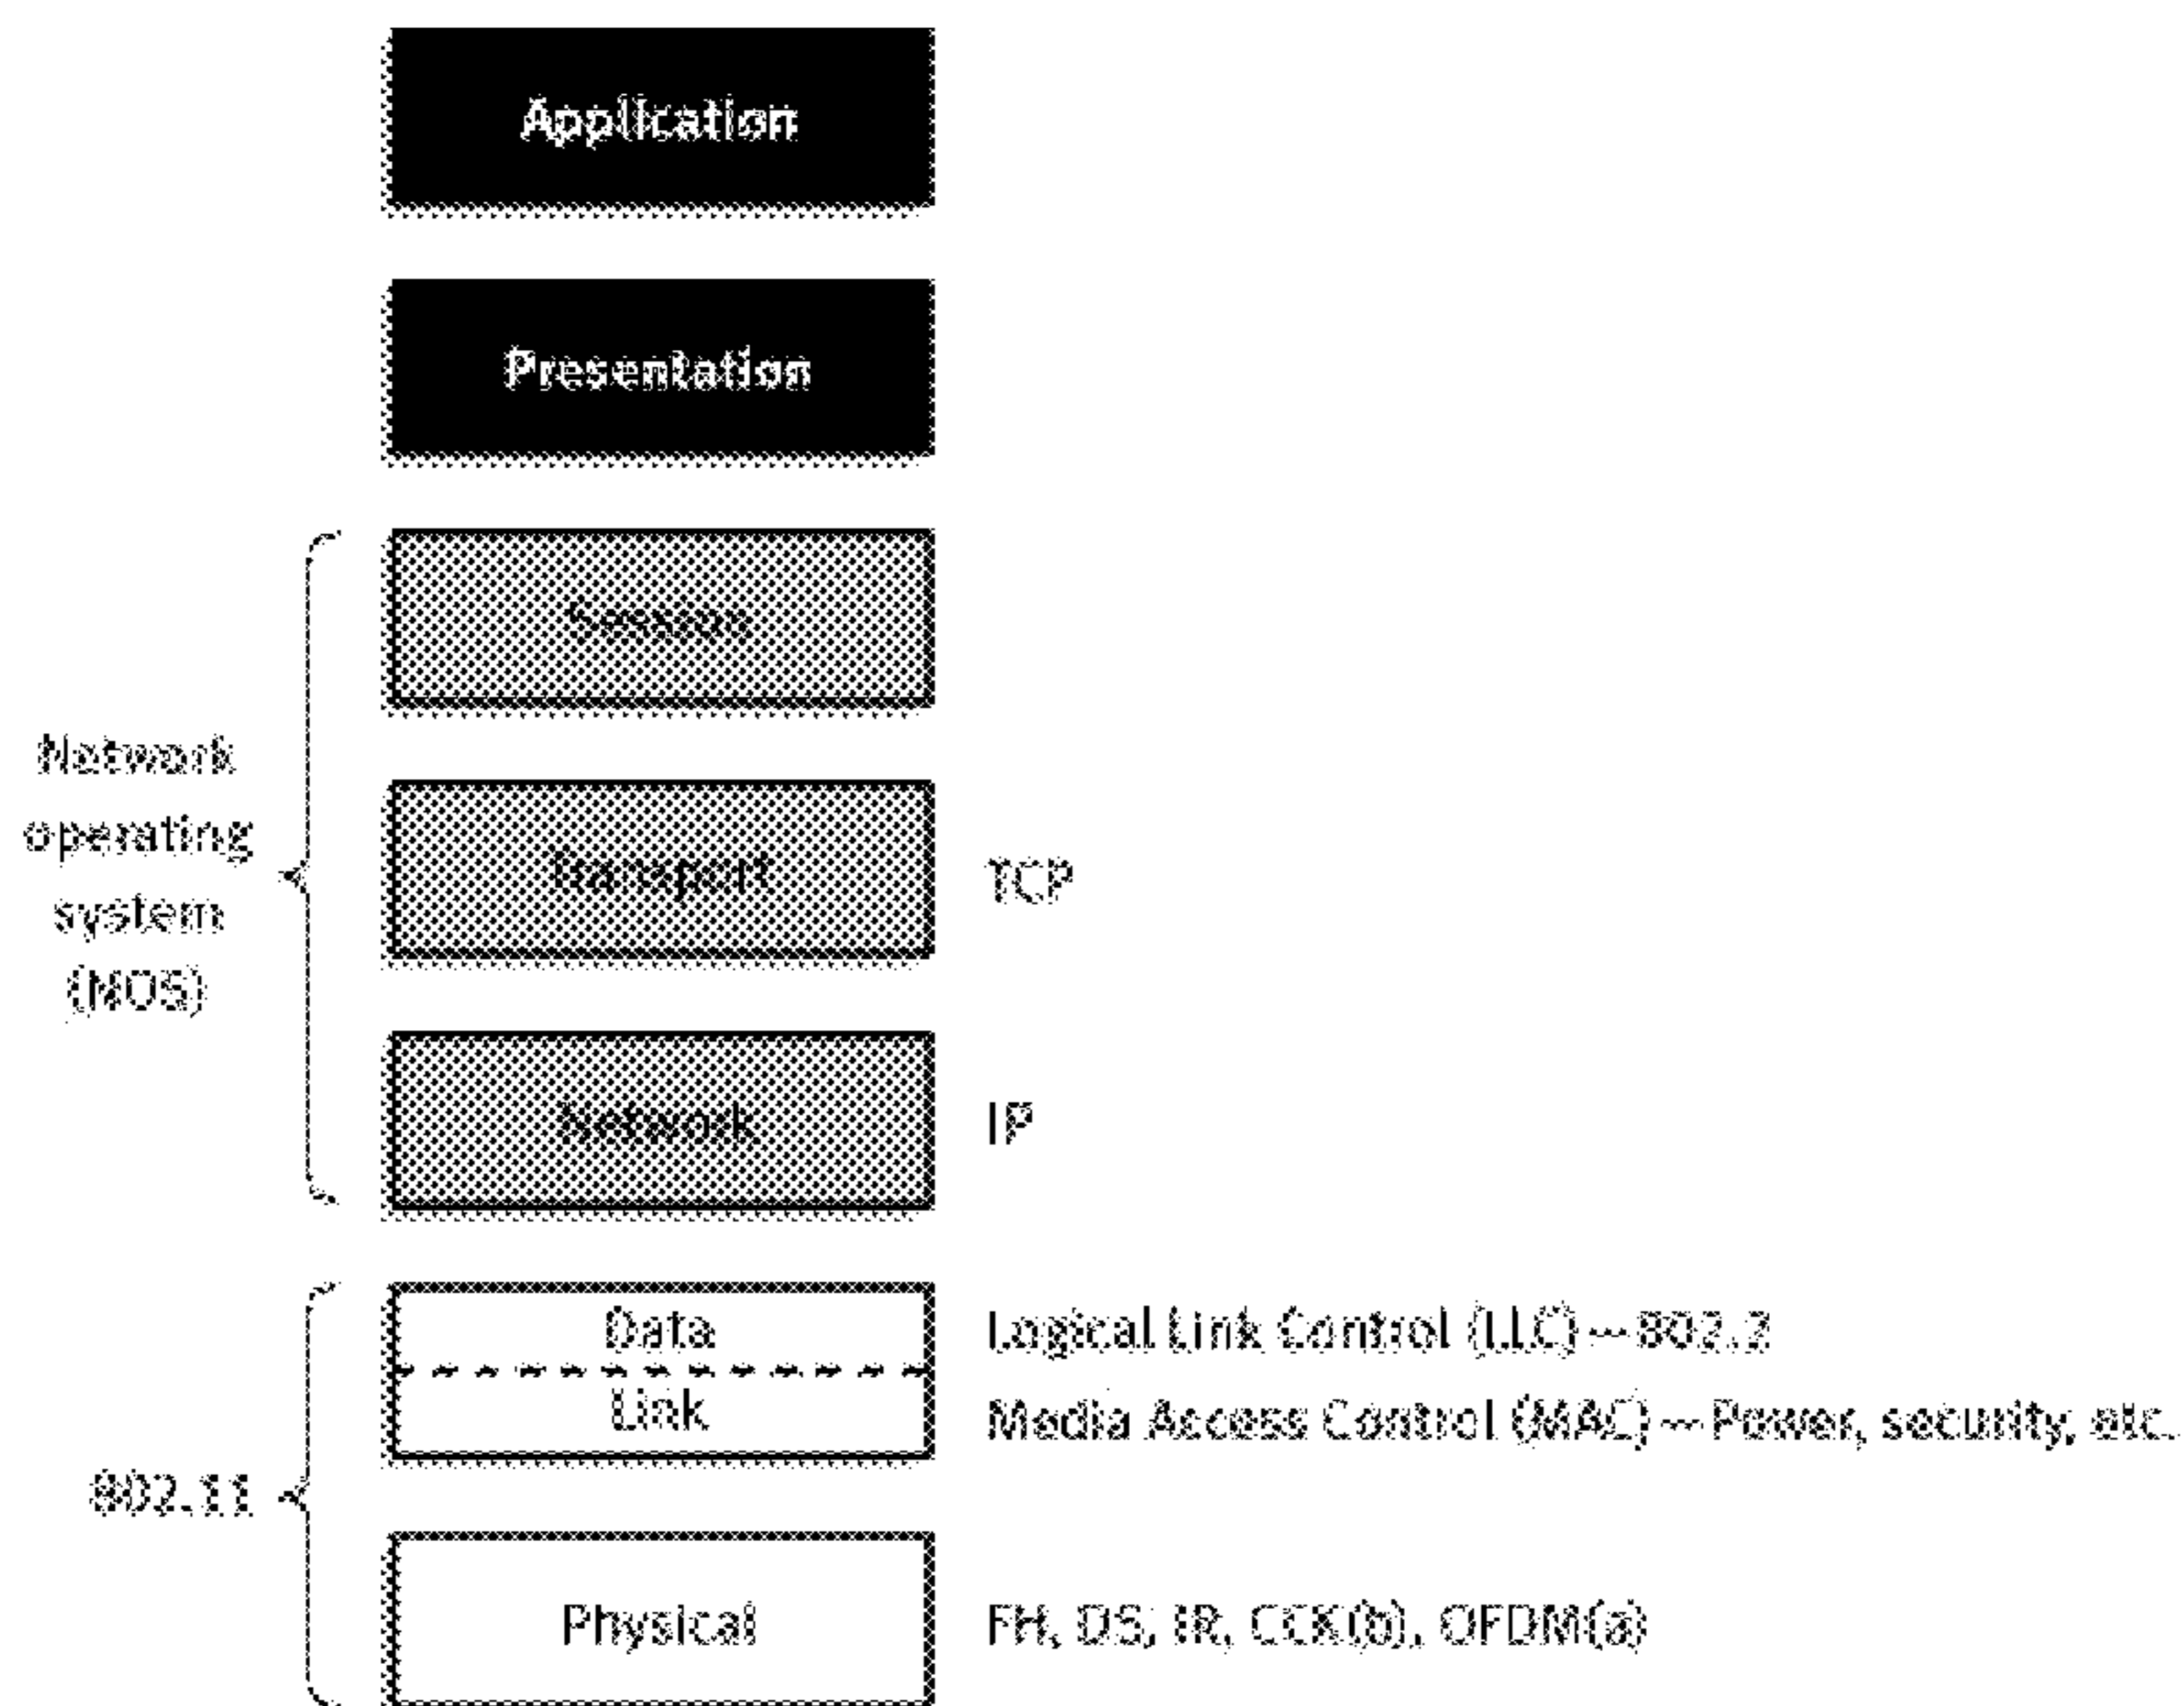 Application
Presentation
Session
Network
operating
system
(NOS)
Transport
TCP
Network
IP
802.11
Data
Link
Logical Link Control (LLC) — 802.2
Media Access Control (MAC) — Power, security, etc.
Physical
FH, DS, IR, CCK(b), OFDM(a)